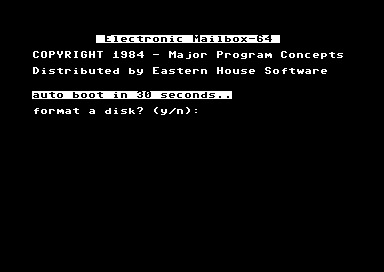 Electronic Mailbox-64
COPYRIGHT 1984 - Major Program Concepts
Distributed by Eastern House Software
auto boot in 30 seconds..
format a disk? (y/n):